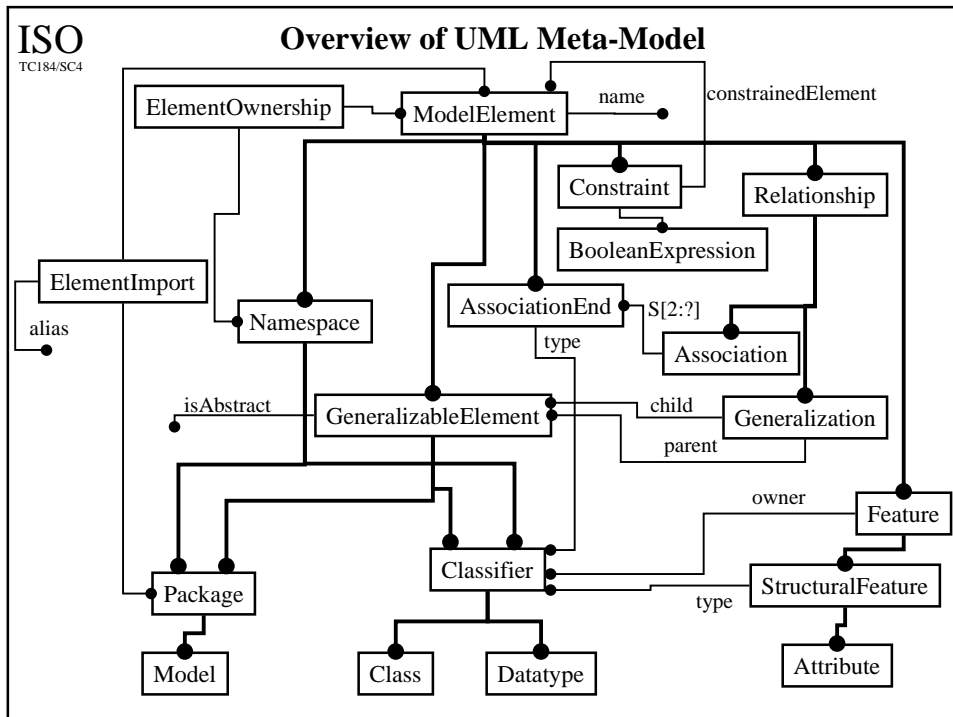 ISO
TC184/SC4
Overview of UML Meta-Model
ElementOwnership
ModelElement
name
constrainedElement
Constraint
Relationship
BooleanExpression
ElementImport
alias
Namespace
AssociationEnd
S[2:?]
type
Association
isAbstract
GeneralizableElement
child
Generalization
parent
owner
Feature
Classifier
Package
type
StructuralFeature
Model
Class
Datatype
Attribute